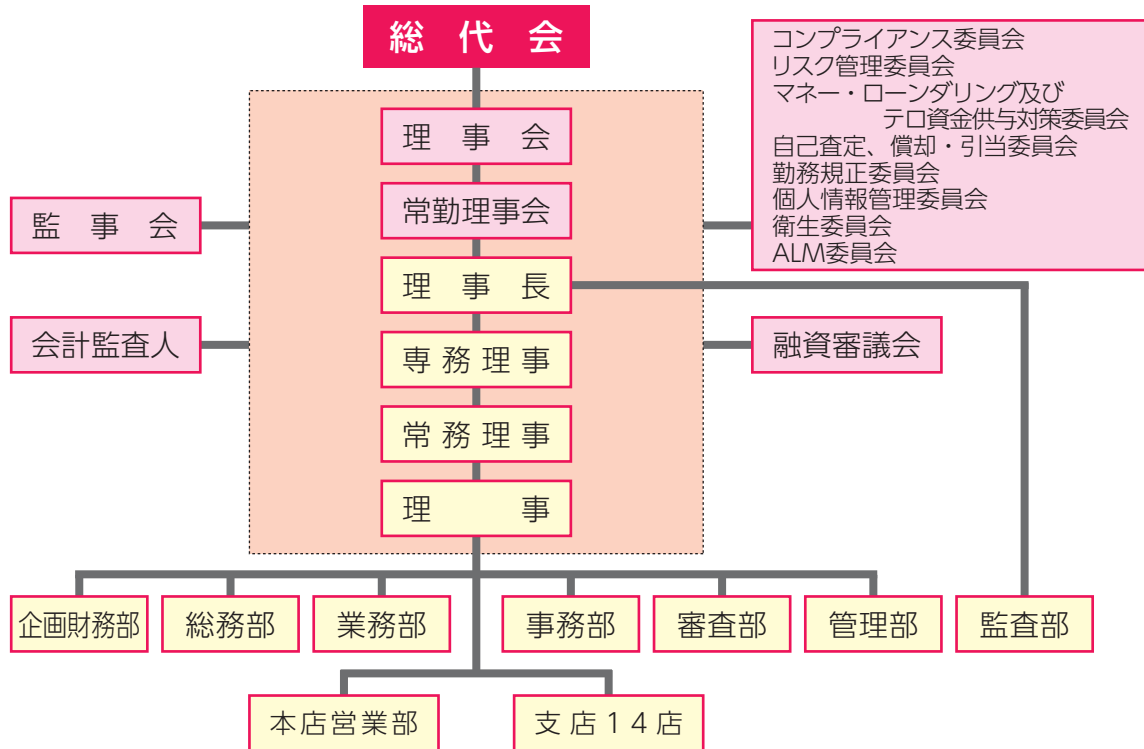 総代会
コンプライアンス委員会
リスク管理委員会
マネー・ローンダリング及び
テロ資金供与対策委員会
自己査定、償却・引当委員会
勤務規正委員会
個人情報管理委員会
衛生委員会
ALM委員会
理事会
常勤理事会
監事会
理事長
会計監査人
専務理事
融資審議会
常務理事
理事
企画財務部
総務部
業務部
事務部
審査部
管理部
監査部
本店営業部
支店14店